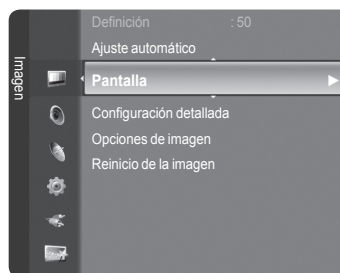 Imagen
Definición : 50
Ajuste automático
Pantalla
Configuración detallada
Opciones de imagen
Reinicio de la imagen